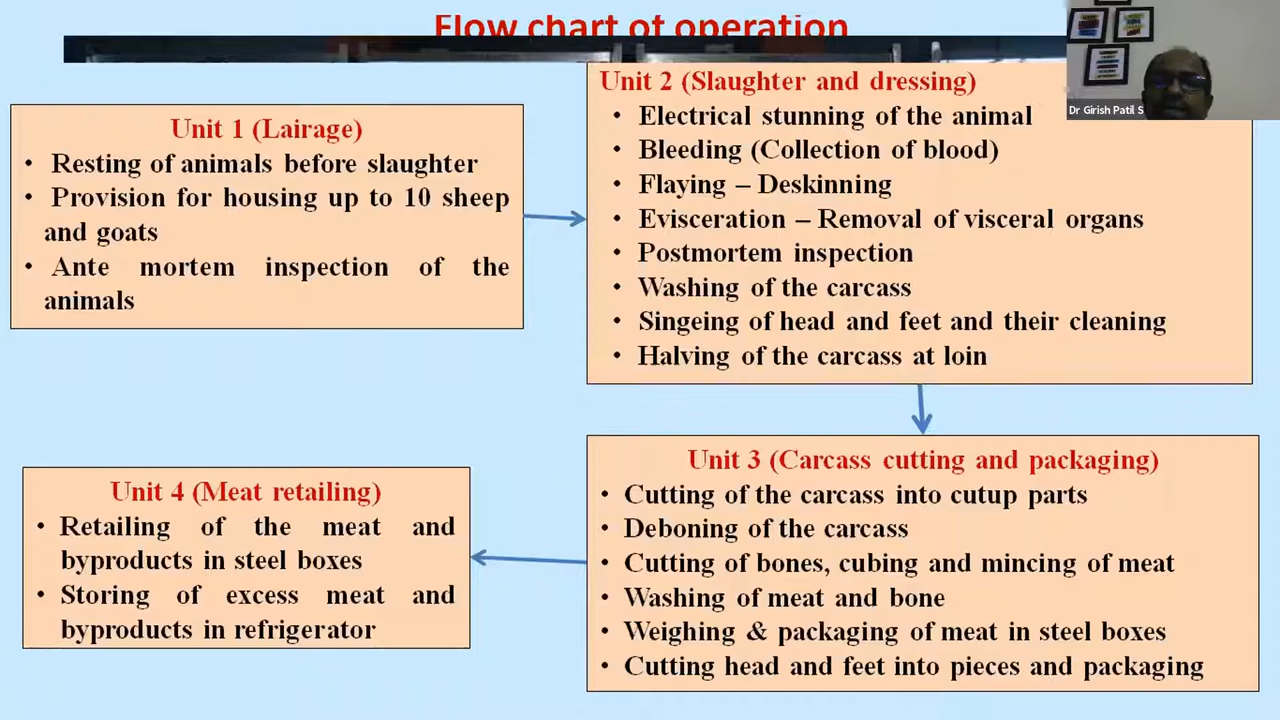 Flow chart of operation
Dr Girish Patil S
Unit 1 (Lairage)
• Resting of animals before slaughter
• Provision for housing up to 10 sheep
and goats
• Ante mortem inspection of the
animals
Unit 2 (Slaughter and dressing)
• Electrical stunning of the animal
• Bleeding (Collection of blood)
• Flaying – Deskinning
• Evisceration – Removal of visceral organs
• Postmortem inspection
• Washing of the carcass
• Singeing of head and feet and their cleaning
• Halving of the carcass at loin
Unit 3 (Carcass cutting and packaging)
• Cutting of the carcass into cutup parts
• Deboning of the carcass
• Cutting of bones, cubing and mincing of meat
• Washing of meat and bone
• Weighing & packaging of meat in steel boxes
• Cutting head and feet into pieces and packaging
Unit 4 (Meat retailing)
• Retailing of the meat and
byproducts in steel boxes
• Storing of excess meat and
byproducts in refrigerator